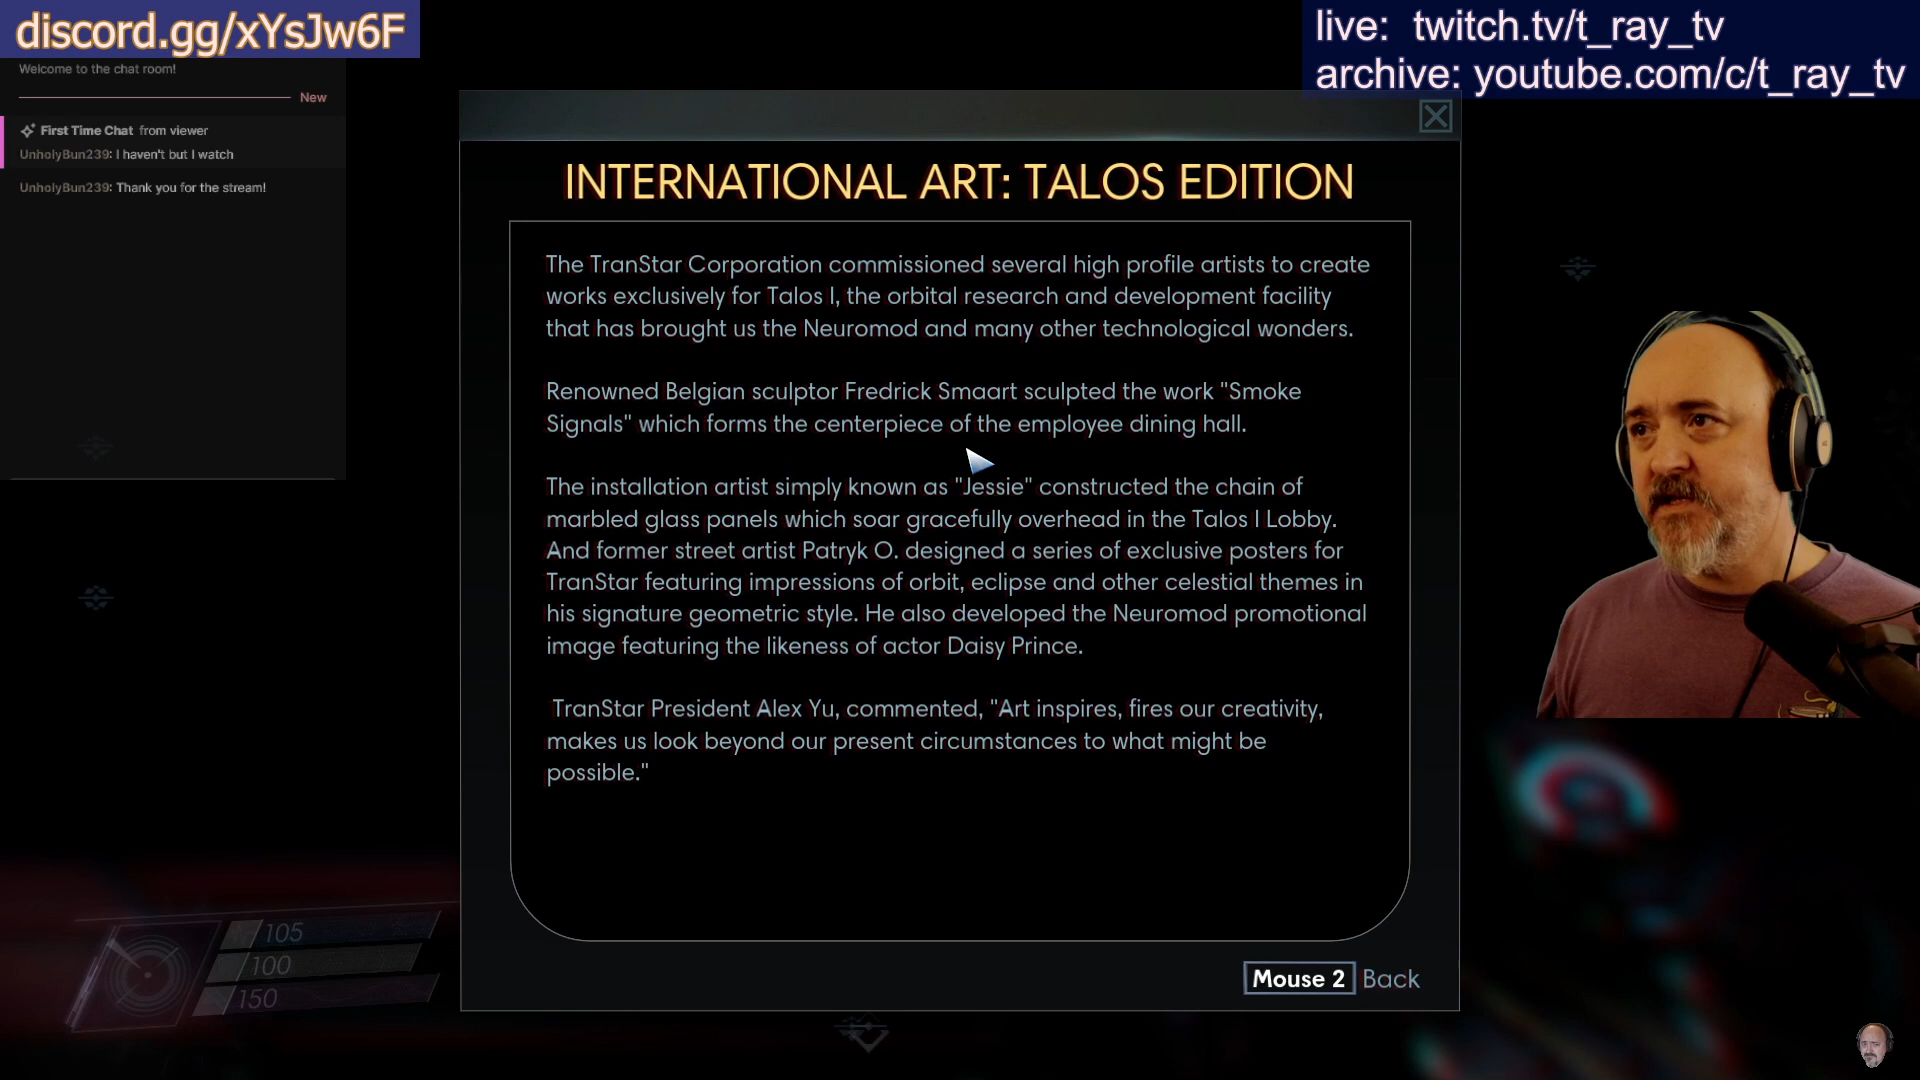 discord.gg/xYsJw6F
live: twitch.tv/t_ray_tv
archive: youtube.com/c/t_ray_tv
Welcome to the chat room!
New
First Time Chat from viewer
UnholyBun239: I haven't but I watch
UnholyBun239: Thank you for the stream!
INTERNATIONAL ART: TALOS EDITION
The TranStar Corporation commissioned several high profile artists to create
works exclusively for Talos I, the orbital research and development facility
that has brought us the Neuromod and many other technological wonders.
Renowned Belgian sculptor Fredrick Smaart sculpted the work "Smoke
Signals" which forms the centerpiece of the employee dining hall.
The installation artist simply known as "Jessie" constructed the chain of
marbled glass panels which soar gracefully overhead in the Talos I Lobby.
And former street artist Patryk O. designed a series of exclusive posters for
TranStar featuring impressions of orbit, eclipse and other celestial themes in
his signature geometric style. He also developed the Neuromod promotional
image featuring the likeness of actor Daisy Prince.
TranStar President Alex Yu, commented, "Art inspires, fires our creativity,
makes us look beyond our present circumstances to what might be
possible."
105
100
150
Mouse 2 Back